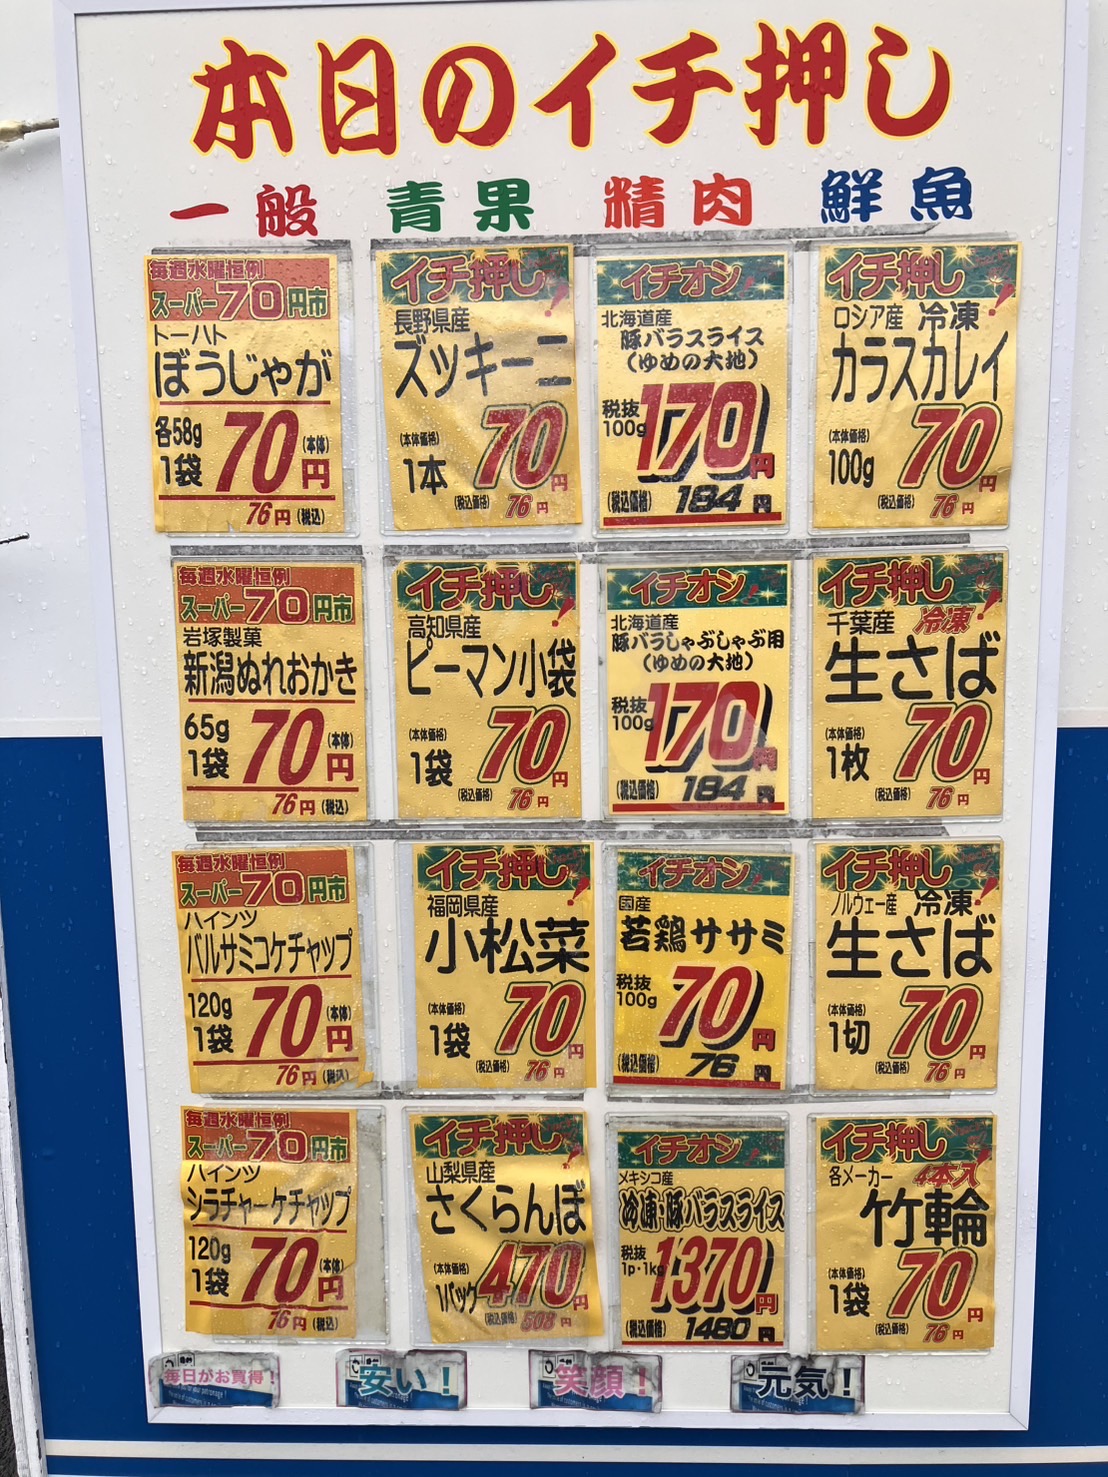 本日のイチ押し
一般 青果 精肉 鮮魚
毎週水曜恒例
スーパー70円市
トーハト
ぼうじゃが
各58g
1袋
70円
(本体)
76円(税込)
イチ押し!
長野県産
ズッキーニ
(本体価格)
1本
70円
(税込価格) 76円
イチオシ
北海道産
豚バラスライス
(ゆめの大地)
税抜
100g
170円
(税込価格) 184円
イチ押し!
ロシア産 冷凍
カラスカレイ
(本体価格)
100g
70円
(税込価格) 76円
毎週水曜恒例
スーパー70円市
岩塚製菓
新潟ぬれおかき
65g
1袋
70円
(本体)
76円(税込)
イチ押し!
高知県産
ピーマン小袋
(本体価格)
1袋
70円
(税込価格) 76円
イチオシ
北海道産
豚バラしゃぶしゃぶ用
(ゆめの大地)
税抜
100g
170円
(税込価格) 184円
イチ押し!
千葉産 冷凍
生さば
(本体価格)
1枚
70円
(税込価格) 76円
毎週水曜恒例
スーパー70円市
ハインツ
バルサミコケチャップ
120g
1袋
70円
(本体)
76円(税込)
イチ押し!
福岡県産
小松菜
(本体価格)
1袋
70円
(税込価格) 76円
イチオシ
国産
若鶏ササミ
税抜
100g
70円
(税込価格) 76円
イチ押し!
ノルウェー産 冷凍
生さば
(本体価格)
1切
70円
(税込価格) 76円
毎週水曜恒例
スーパー70円市
ハインツ
シラチャーケチャップ
120g
1袋
70円
(本体)
76円(税込)
イチ押し!
山梨県産
さくらんぼ
(本体価格)
1パック
470円
(税込価格) 508円
イチオシ
メキシコ産
冷凍・豚バラスライス
税抜
1p・1kg
1370円
(税込価格) 1480円
イチ押し
各メーカー 4本入
竹輪
(本体価格)
1袋
70円
(税込価格) 76円
毎日がお買得!
安い!
笑顔!
元気!